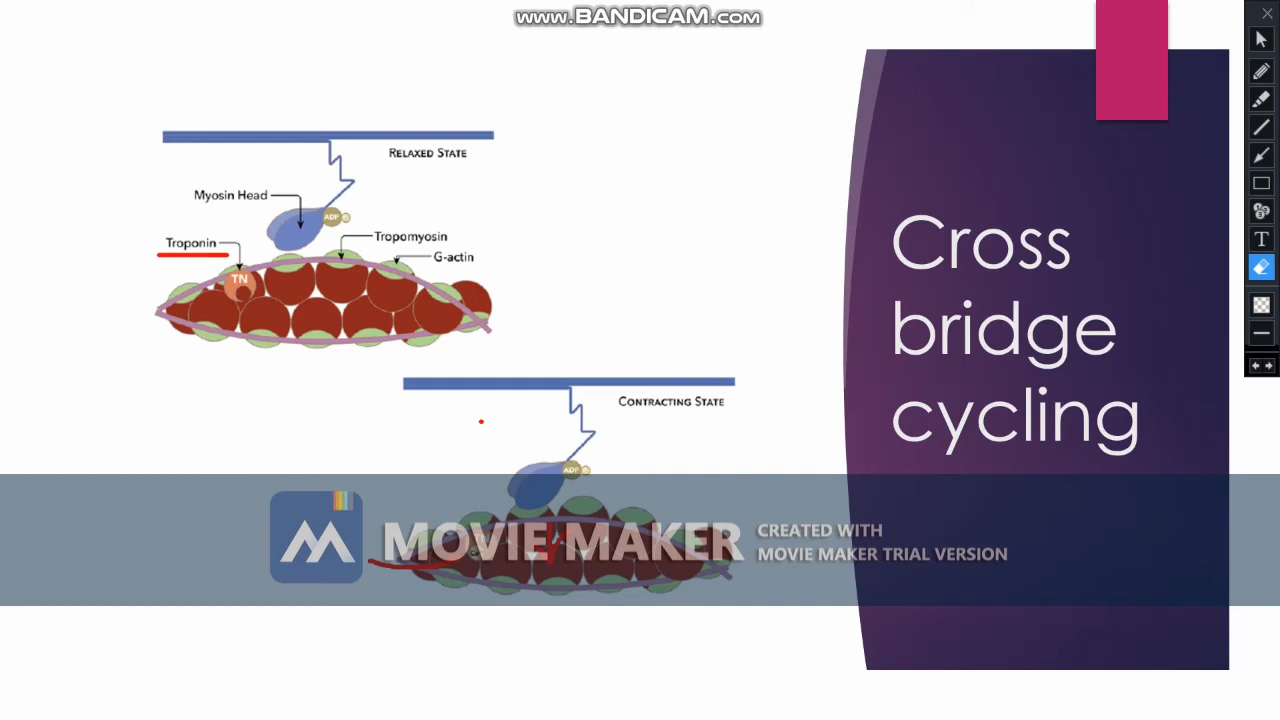 www.BANDICAM.com
RELAXED STATE
Myosin Head
ADP
Troponin
Tropomyosin
G-actin
TN
CONTRACTING STATE
ADP
Cross
bridge
cycling
MOVIE MAKER
CREATED WITH
MOVIE MAKER TRIAL VERSION
T